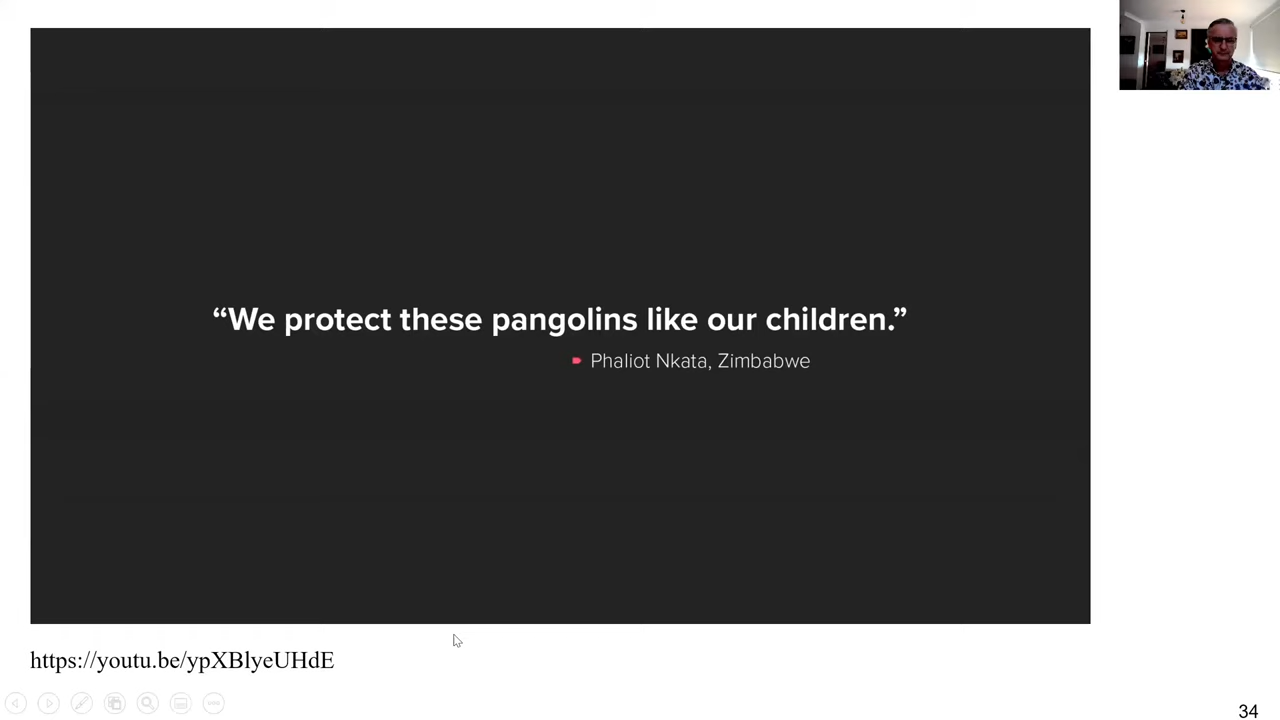 “We protect these pangolins like our children.”
Phaliot Nkata, Zimbabwe
https://youtu.be/ypXBlyeUHdE
34